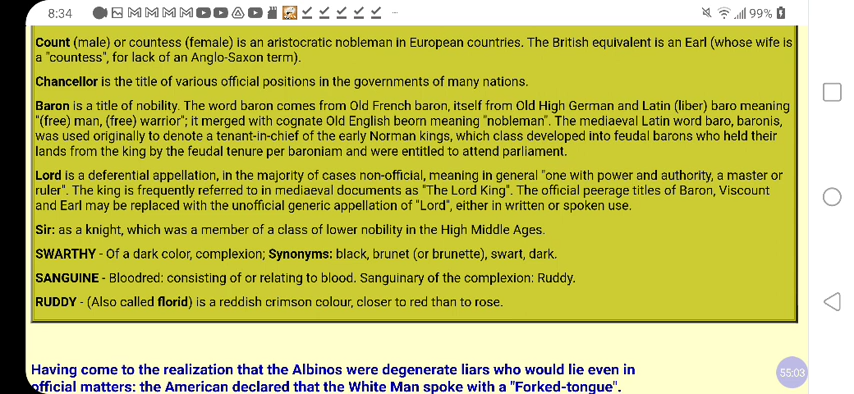 8:34
99%
Count (male) or countess (female) is an aristocratic nobleman in European countries. The British equivalent is an Earl (whose wife is
a "countess", for lack of an Anglo-Saxon term).
Chancellor is the title of various official positions in the governments of many nations.
Baron is a title of nobility. The word baron comes from Old French baron, itself from Old High German and Latin (liber) baro meaning
"(free) man, (free) warrior"; it merged with cognate Old English beorn meaning "nobleman". The mediaeval Latin word baro, baronis,
was used originally to denote a tenant-in-chief of the early Norman kings, which class developed into feudal barons who held their
lands from the king by the feudal tenure per baroniam and were entitled to attend parliament.
Lord is a deferential appellation, in the majority of cases non-official, meaning in general "one with power and authority, a master or
ruler". The king is frequently referred to in mediaeval documents as "The Lord King". The official peerage titles of Baron, Viscount
and Earl may be replaced with the unofficial generic appellation of "Lord", either in written or spoken use.
Sir: as a knight, which was a member of a class of lower nobility in the High Middle Ages.
SWARTHY - Of a dark color, complexion; Synonyms: black, brunet (or brunette), swart, dark.
SANGUINE - Bloodred: consisting of or relating to blood. Sanguinary of the complexion: Ruddy.
RUDDY - (Also called florid) is a reddish crimson colour, closer to red than to rose.
Having come to the realization that the Albinos were degenerate liars who would lie even in
official matters: the American declared that the White Man spoke with a "Forked-tongue".
55:03